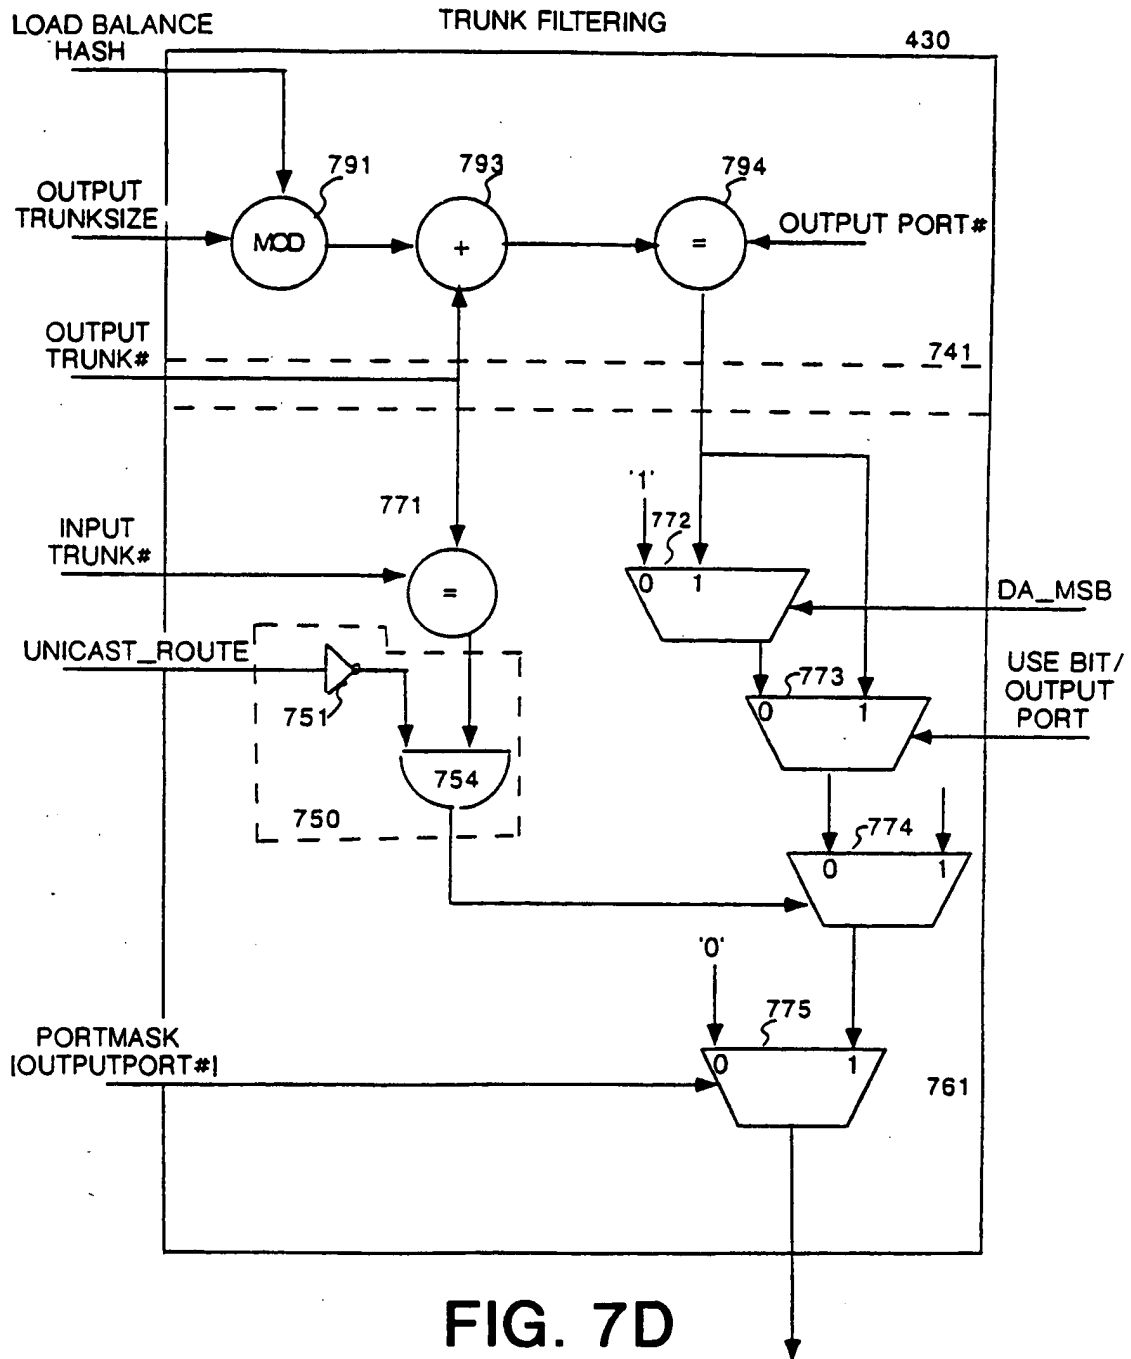 TRUNK FILTERING
LOAD BALANCE
HASH
430
791
793
794
OUTPUT
TRUNKSIZE
MOD
+
=
OUTPUT PORT#
OUTPUT
TRUNK#
741
'1'
771
772
INPUT
TRUNK#
0 1
=
DA_MSB
UNICAST_ROUTE
USE BIT/
OUTPUT
PORT
773
0 1
751
754
750
774
0 1
'0'
775
PORTMASK
[OUTPUTPORT#]
0 1
761
FIG. 7D